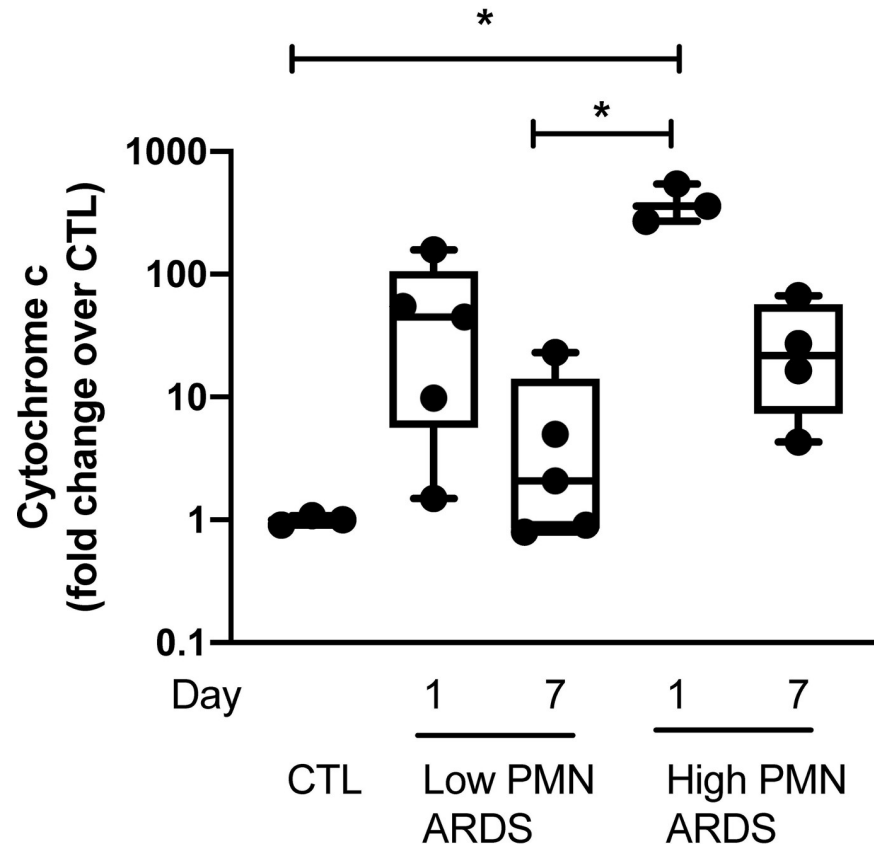 *
*
1000
100
10
1
0.1
Cytochrome c
(fold change over CTL)
Day 1 7 1 7
CTL Low PMN High PMN
ARDS ARDS